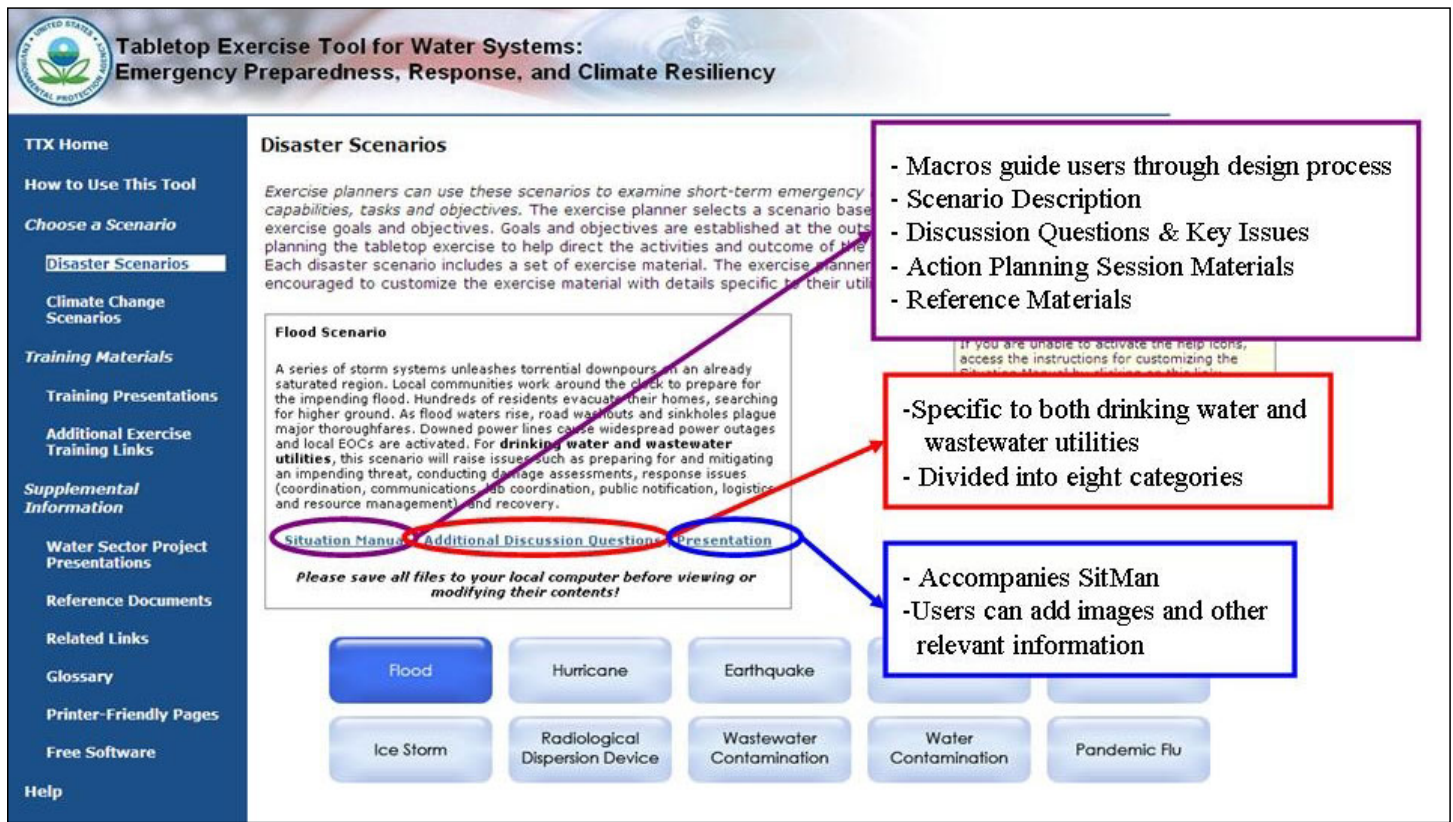 UNITED STATES
ENVIRONMENTAL PROTECTION AGENCY
Tabletop Exercise Tool for Water Systems:
Emergency Preparedness, Response, and Climate Resiliency
TTX Home
How to Use This Tool
Choose a Scenario
Disaster Scenarios
Climate Change
Scenarios
Training Materials
Training Presentations
Additional Exercise
Training Links
Supplemental
Information
Water Sector Project
Presentations
Reference Documents
Related Links
Glossary
Printer-Friendly Pages
Free Software
Help
Disaster Scenarios
Exercise planners can use these scenarios to examine short-term emergency
capabilities, tasks and objectives. The exercise planner selects a scenario base
exercise goals and objectives. Goals and objectives are established at the outs
planning the tabletop exercise to help direct the activities and outcome of the
Each disaster scenario includes a set of exercise material. The exercise planner
encouraged to customize the exercise material with details specific to their utili
Flood Scenario
A series of storm systems unleashes torrential downpours on an already
saturated region. Local communities work around the clock to prepare for
the impending flood. Hundreds of residents evacuate their homes, searching
for higher ground. As flood waters rise, road washouts and sinkholes plague
major thoroughfares. Downed power lines cause widespread power outages
and local EOCs are activated. For drinking water and wastewater
utilities, this scenario will raise issues such as preparing for and mitigating
an impending threat, conducting damage assessments, response issues
(coordination, communications, lab coordination, public notification, logistics
and resource management), and recovery.
Situation Manual Additional Discussion Questions Presentation
Please save all files to your local computer before viewing or
modifying their contents!
- Macros guide users through design process
- Scenario Description
- Discussion Questions & Key Issues
- Action Planning Session Materials
- Reference Materials
If you are unable to activate the help icons,
access the instructions for customizing the
Situation Manual by clicking on this link.
-Specific to both drinking water and
wastewater utilities
- Divided into eight categories
- Accompanies SitMan
-Users can add images and other
relevant information
Flood
Hurricane
Earthquake
Ice Storm
Radiological
Dispersion Device
Wastewater
Contamination
Water
Contamination
Pandemic Flu